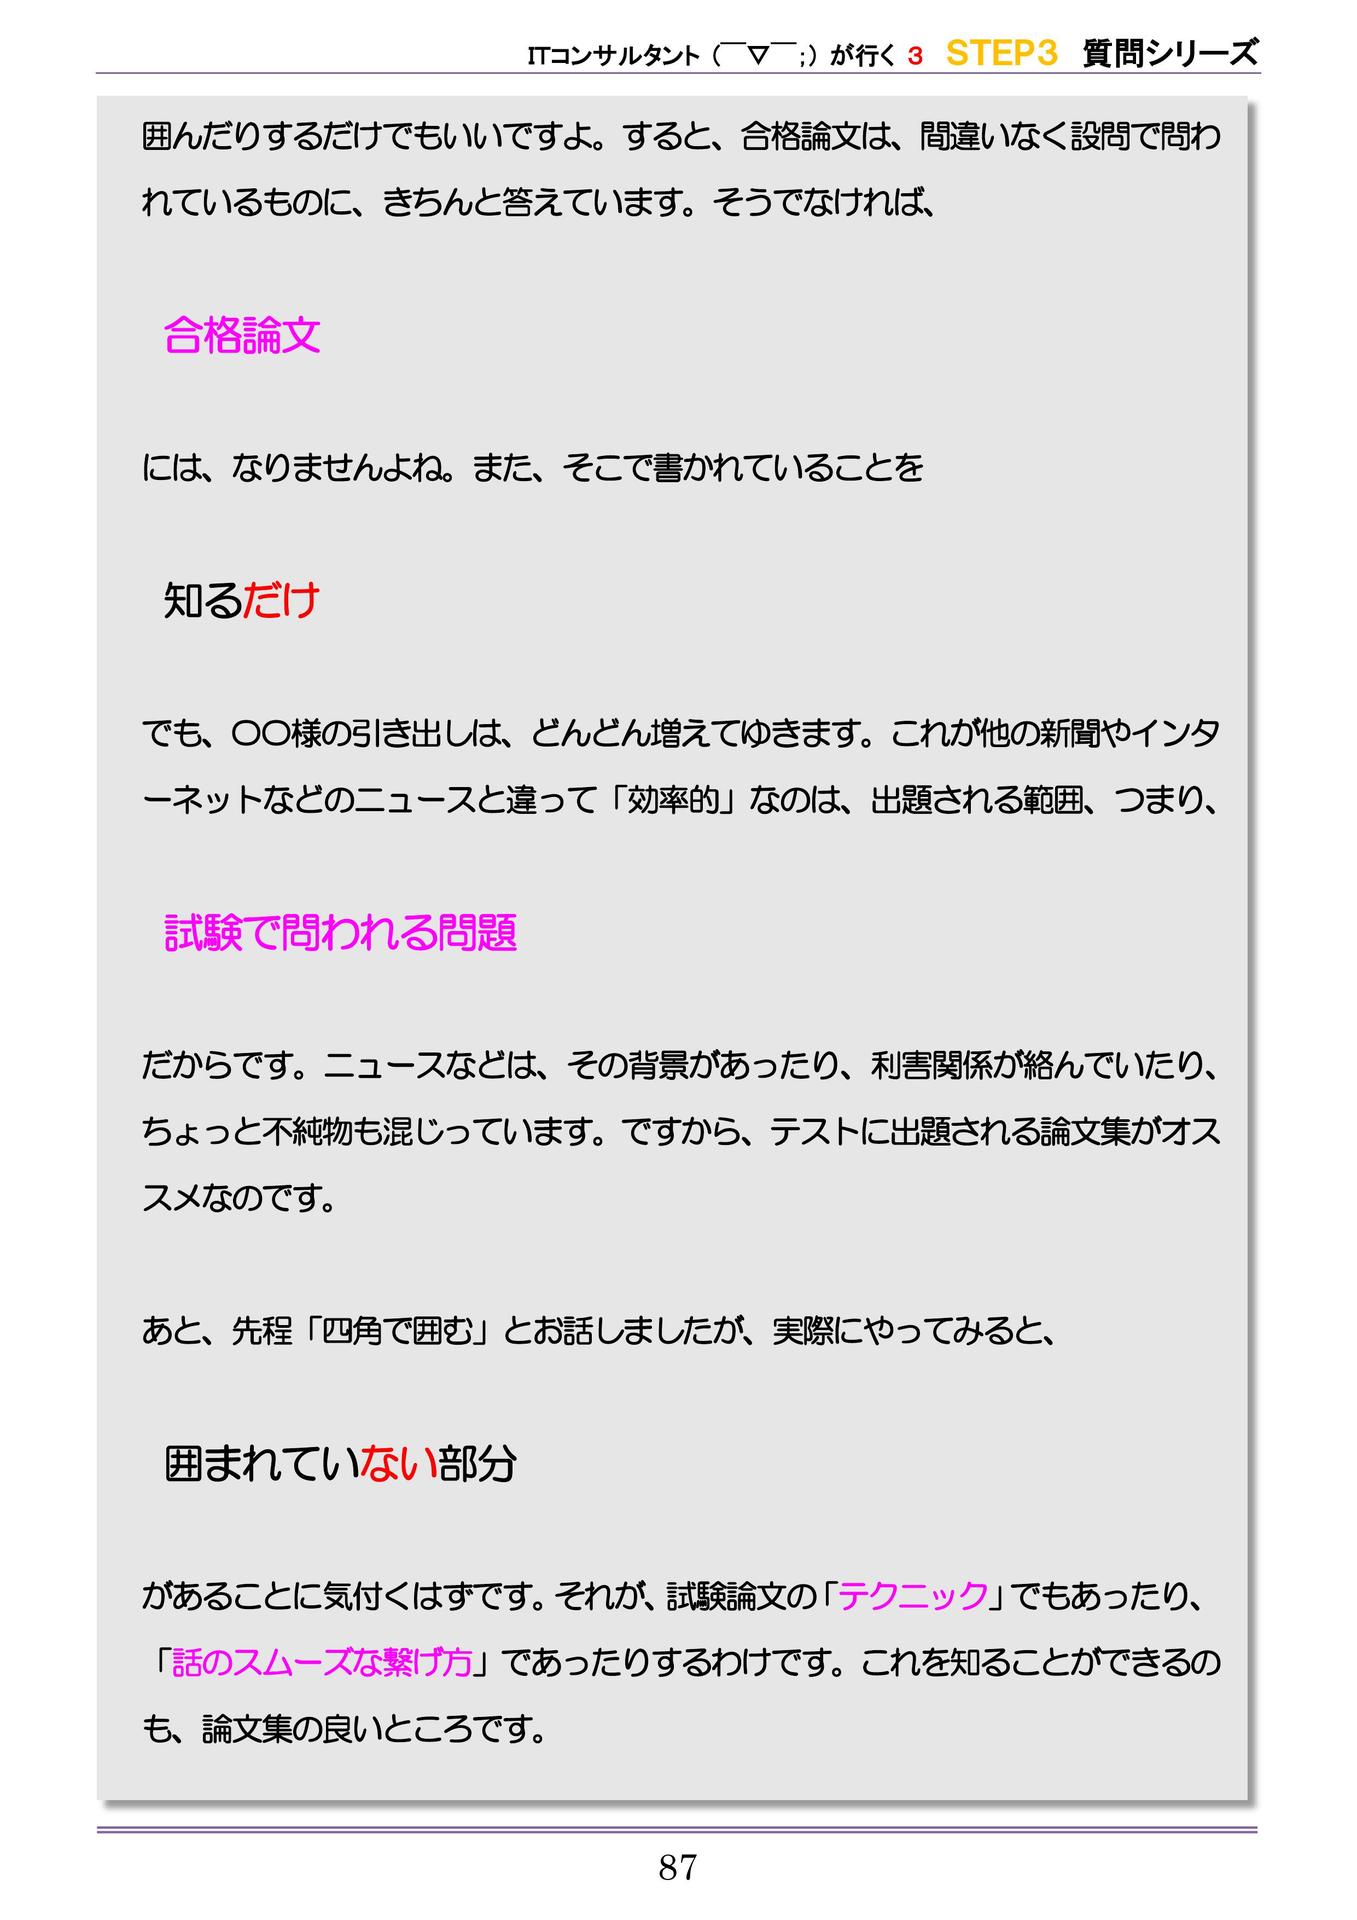 ITコンサルタント（￣▽￣;）が行く 3 STEP3 質問シリーズ
囲んだりするだけでもいいですよ。すると、合格論文は、間違いなく設問で問わ
れているものに、きちんと答えています。そうでなければ、
合格論文
には、なりませんよね。また、そこで書かれていることを
知るだけ
でも、〇〇様の引き出しは、どんどん増えてゆきます。これが他の新聞やインタ
ーネットなどのニュースと違って「効率的」なのは、出題される範囲、つまり、
試験で問われる問題
だからです。ニュースなどは、その背景があったり、利害関係が絡んでいたり、
ちょっと不純物も混じっています。ですから、テストに出題される論文集がオス
スメなのです。
あと、先程「四角で囲む」とお話しましたが、実際にやってみると、
囲まれていない部分
があることに気付くはずです。それが、試験論文の「テクニック」でもあったり、
「話のスムーズな繋げ方」であったりするわけです。これを知ることができるの
も、論文集の良いところです。
87